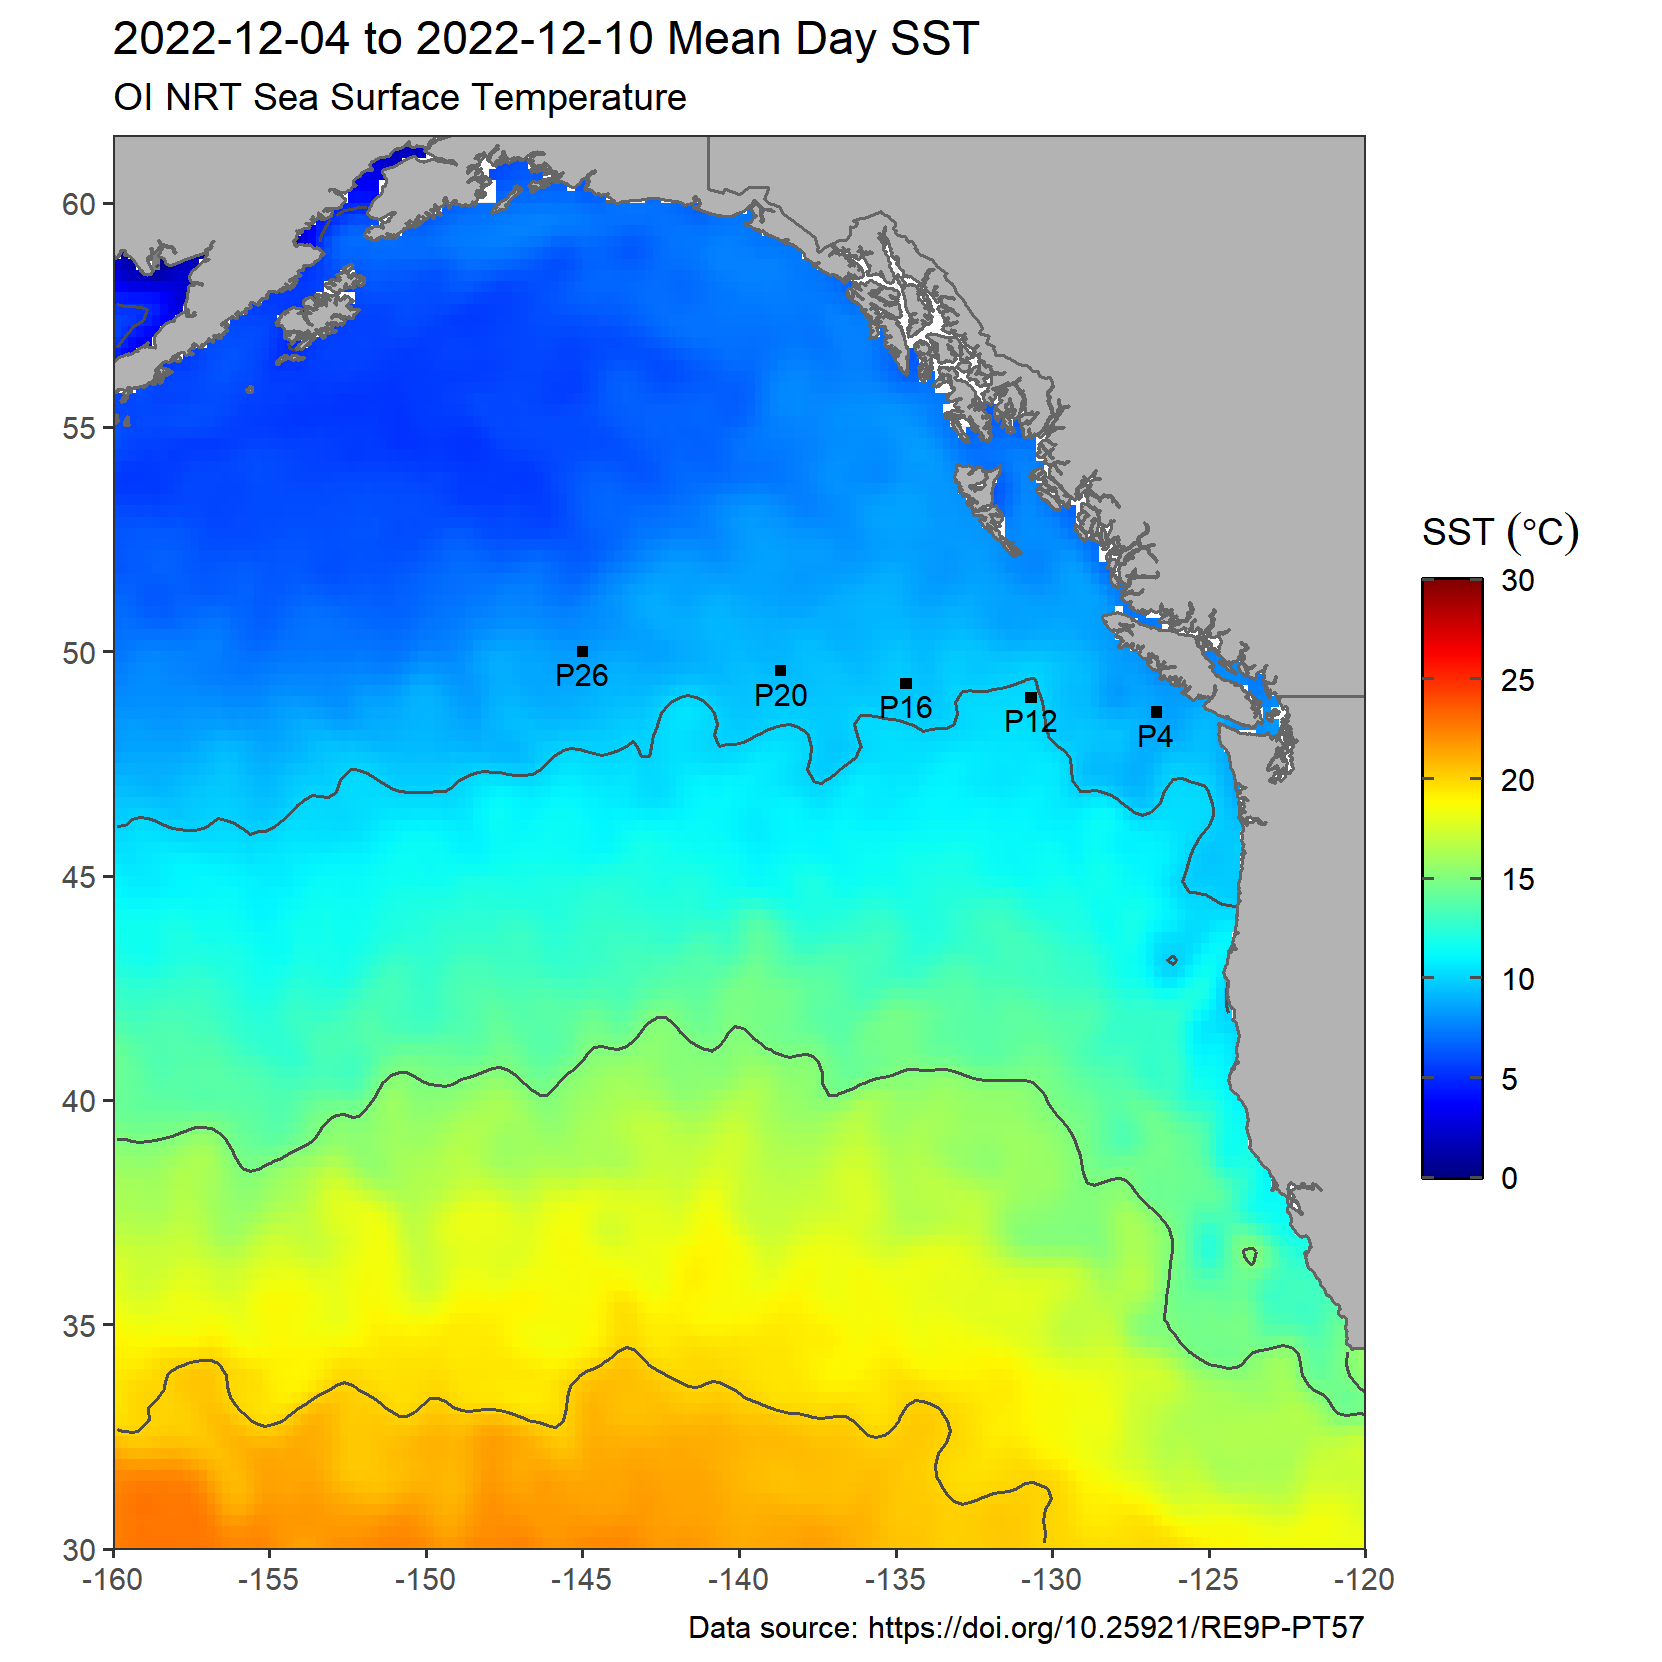 2022-12-04 to 2022-12-10 Mean Day SST
OI NRT Sea Surface Temperature
60
55
50
45
40
35
30
P26
P20
P16
P12
P4
-160
-155
-150
-145
-140
-135
-130
-125
-120
SST (°C)
30
25
20
15
10
5
0
Data source: https://doi.org/10.25921/RE9P-PT57